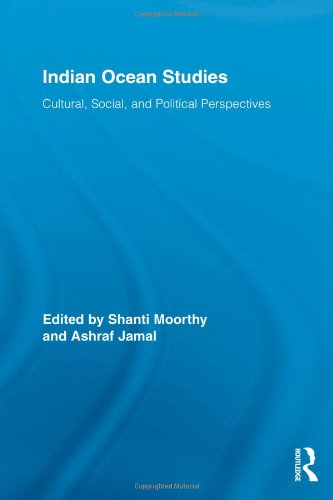 Indian Ocean Studies
Cultural, Social, and Political Perspectives
Edited by Shanti Moorthy
and Ashraf Jamal
ROUTLEDGE